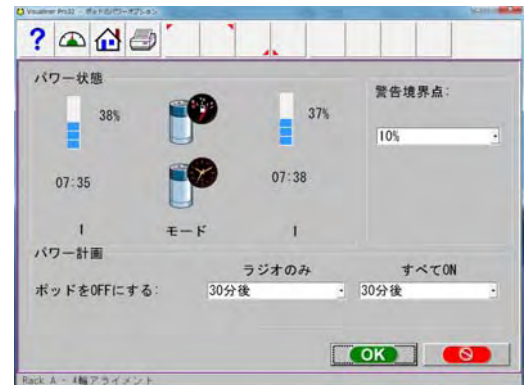 Visualiner Pro32 - ポッドのパワーオプション
?
パワー状態
38%
37%
07:35
07:38
I
モード
I
警告境界点:
10%
パワー計画
ラジオのみ
すべてON
ポッドをOFFにする:
30分後
30分後
OK
Rack A - 4輪アライメント